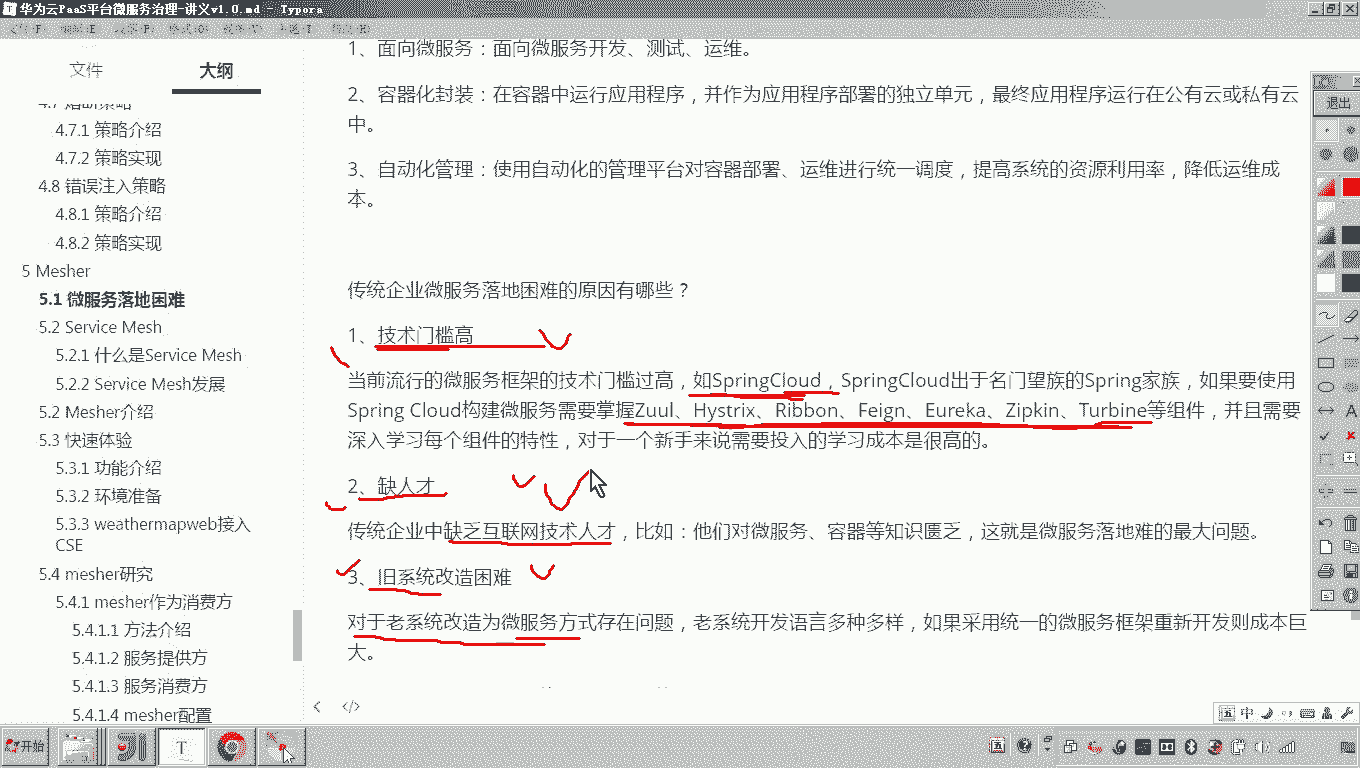 华为云PaaS平台微服务治理-讲义v1.0.md - Typora
文件
大纲
4.7 熔断策略
4.7.1 策略介绍
4.7.2 策略实现
4.8 错误注入策略
4.8.1 策略介绍
4.8.2 策略实现
5 Mesher
5.1 微服务落地困难
5.2 Service Mesh
5.2.1 什么是Service Mesh
5.2.2 Service Mesh发展
5.2 Mesher介绍
5.3 快速体验
5.3.1 功能介绍
5.3.2 环境准备
5.3.3 weathermapweb接入
CSE
5.4 mesher研究
5.4.1 mesher作为消费方
5.4.1.1 方法介绍
5.4.1.2 服务提供方
5.4.1.3 服务消费方
5.4.1.4 mesher配置
1、面向微服务：面向微服务开发、测试、运维。
2、容器化封装：在容器中运行应用程序，并作为应用程序部署的独立单元，最终应用程序运行在公有云或私有云
中。
3、自动化管理：使用自动化的管理平台对容器部署、运维进行统一调度，提高系统的资源利用率，降低运维成
本。
传统企业微服务落地困难的原因有哪些？
1、技术门槛高
当前流行的微服务框架的技术门槛过高，如SpringCloud，SpringCloud出于名门望族的Spring家族，如果要使用
Spring Cloud构建微服务需要掌握Zuul、Hystrix、Ribbon、Feign、Eureka、Zipkin、Turbine等组件，并且需要
深入学习每个组件的特性，对于一个新手来说需要投入的学习成本是很高的。
2、缺人才
传统企业中缺乏互联网技术人才，比如：他们对微服务、容器等知识匮乏，这就是微服务落地难的最大问题。
3、旧系统改造困难
对于老系统改造为微服务方式存在问题，老系统开发语言多种多样，如果采用统一的微服务框架重新开发则成本巨
大。
退出
开始